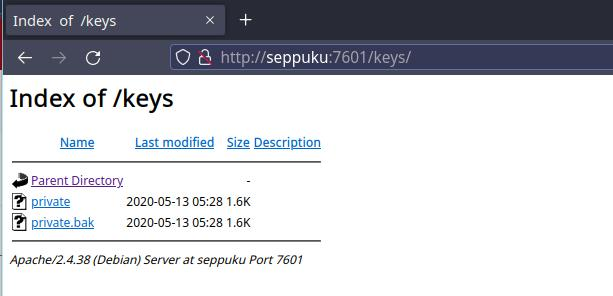 Index of /keys
http://seppuku:7601/keys/
Index of /keys
Name Last modified Size Description
Parent Directory -
private 2020-05-13 05:28 1.6K
private.bak 2020-05-13 05:28 1.6K
Apache/2.4.38 (Debian) Server at seppuku Port 7601